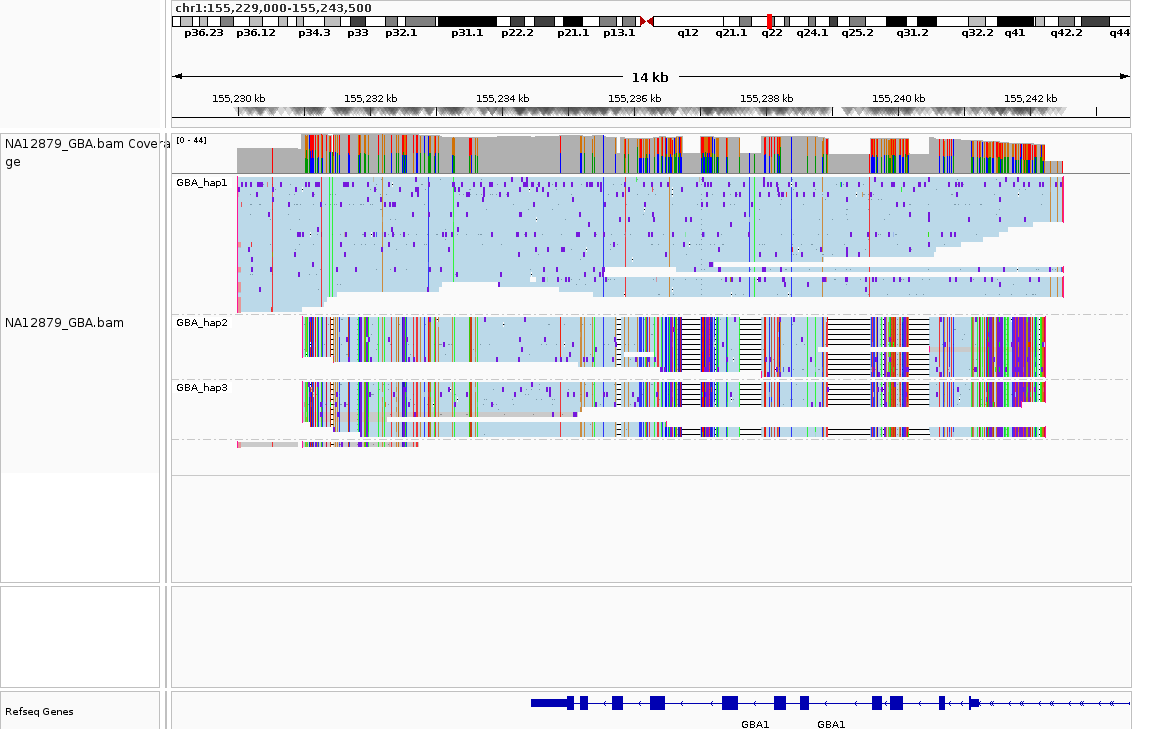 chr1:155,229,000-155,243,500
p36.23 p36.12 p34.3 p33 p32.1 p31.1 p22.2 p21.1 p13.1 q12 q21.1 q22 q24.1 q25.2 q31.2 q32.2 q41 q42.2 q44
14 kb
155,230 kb 155,232 kb 155,234 kb 155,236 kb 155,238 kb 155,240 kb 155,242 kb
NA12879_GBA.bam Covera
ge
[0 - 44]
GBA_hap1
NA12879_GBA.bam
GBA_hap2
GBA_hap3
Refseq Genes
GBA1 GBA1